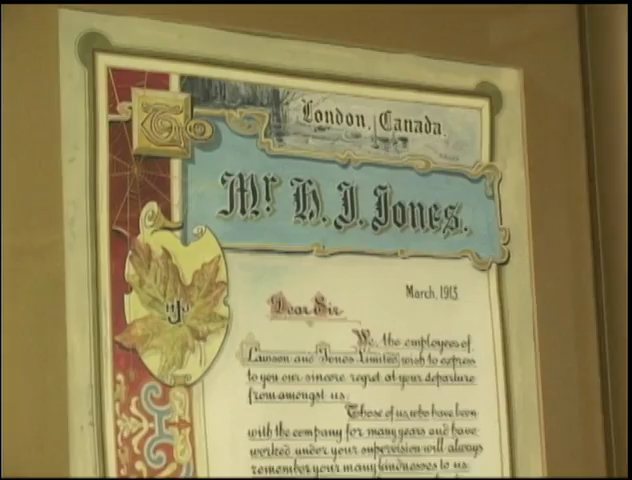 London, Canada.
Mr H. J. Jones.
March, 1913.
Dear Sir
We, the employees of
Lawson and Jones Limited, wish to express
to you our sincere regret at your departure
from amongst us.
Those of us, who have been
with the company for many years and have
worked under your supervision will always
remember your many kindnesses to us